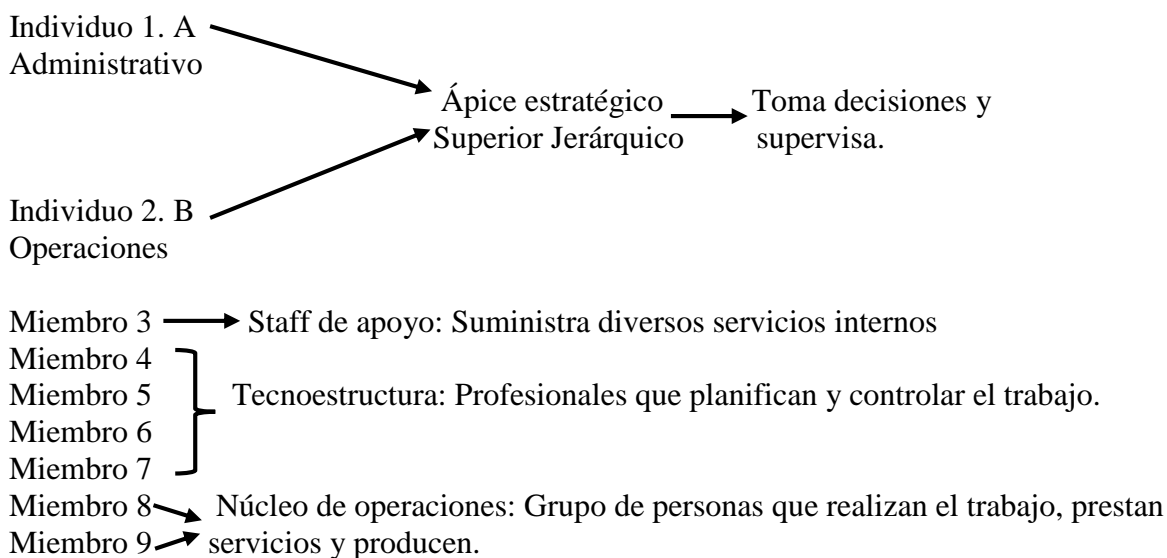 Individuo 1. A
Administrativo
Ápice estratégico Toma decisiones y
Superior Jerárquico supervisa.
Individuo 2. B
Operaciones
Miembro 3 Staff de apoyo: Suministra diversos servicios internos
Miembro 4
Miembro 5 Tecnoestructura: Profesionales que planifican y controlar el trabajo.
Miembro 6
Miembro 7
Miembro 8 Núcleo de operaciones: Grupo de personas que realizan el trabajo, prestan
Miembro 9 servicios y producen.